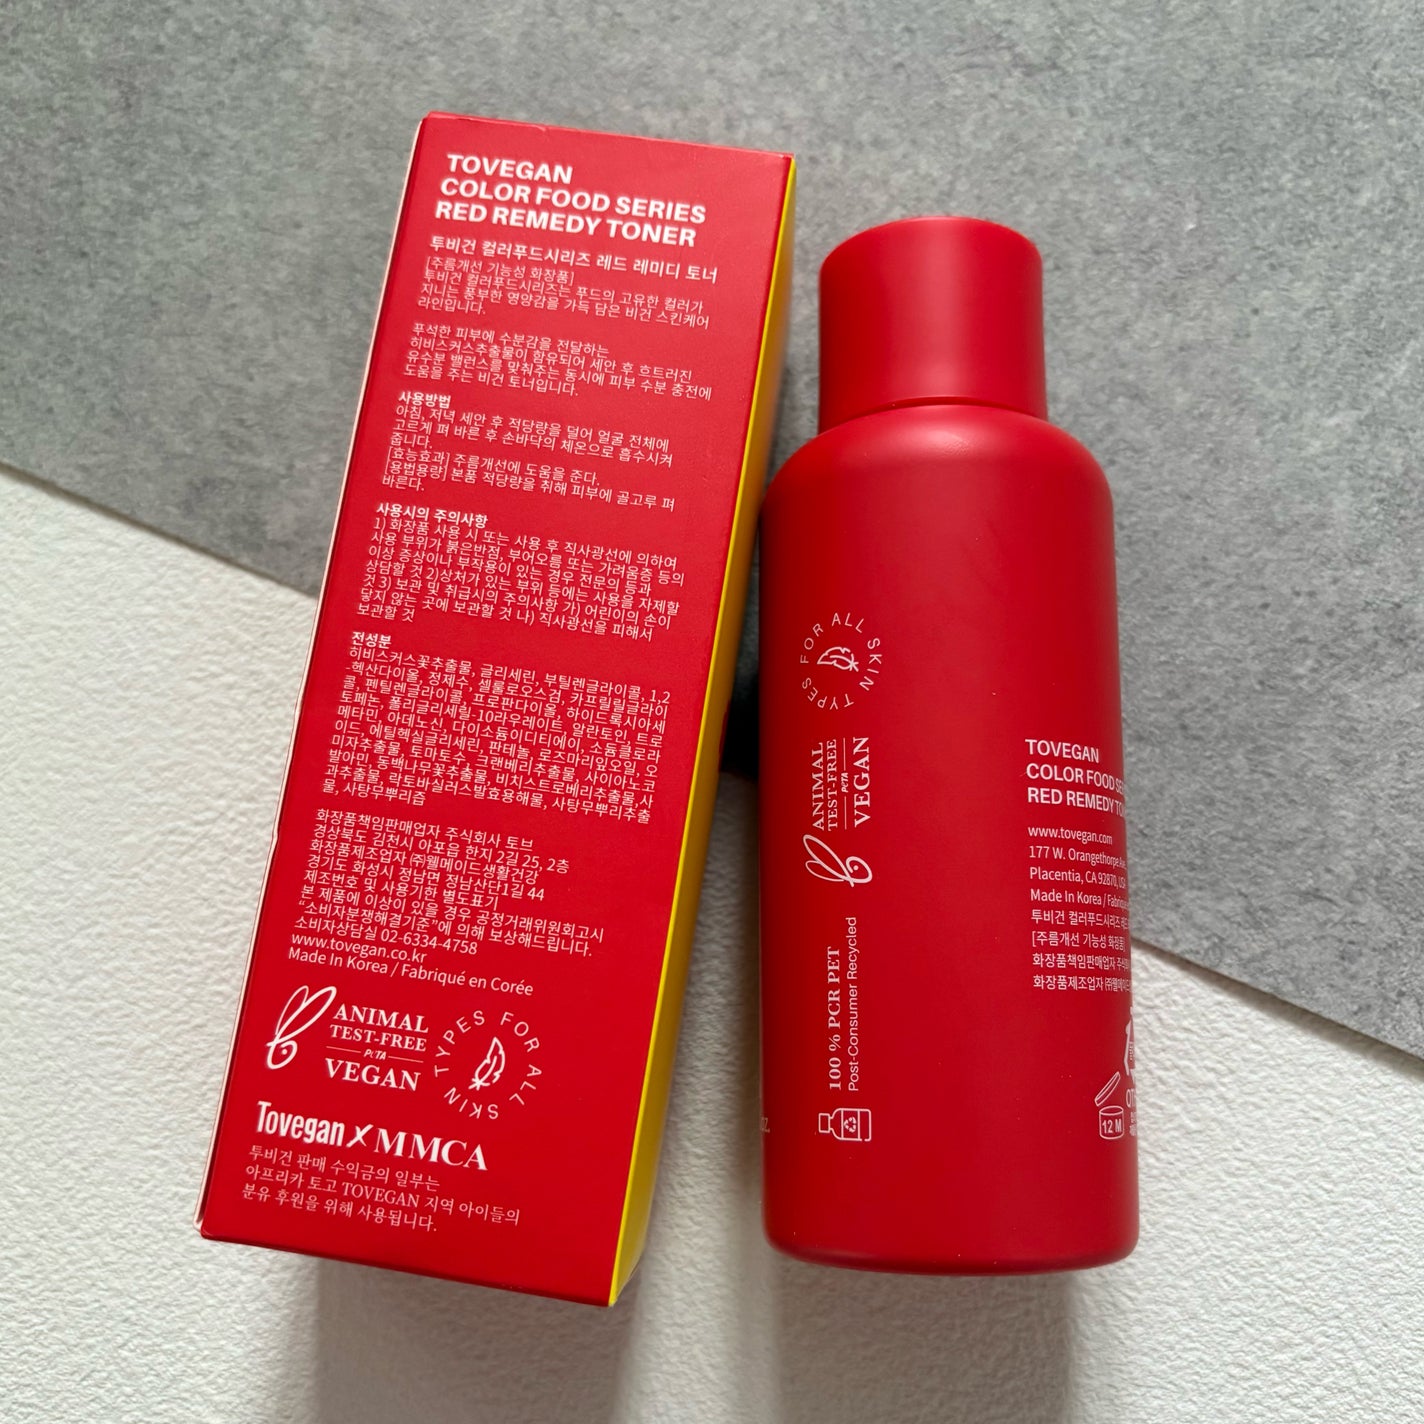 TOVEGAN
COLOR FOOD SERIES
RED REMEDY TONER
투비건 컬러푸드시리즈 레드 레미디 토너
[주름개선 기능성 화장품]
투비건 컬러푸드시리즈는 푸드의 고유한 컬러가
지니는 풍부한 영양감을 가득 담은 비건 스킨케어
라인입니다.
푸석한 피부에 수분감을 전달하는
히비스커스추출물이 함유되어 세안 후 흐트러진
유수분 밸런스를 맞춰주는 동시에 피부 수분 충전에
도움을 주는 비건 토너입니다.
사용방법
아침, 저녁 세안 후 적당량을 덜어 얼굴 전체에
고르게 펴 바른 후 손바닥의 체온으로 흡수시켜
줍니다.
[효능효과] 주름개선에 도움을 준다.
[용법용량] 본품 적당량을 취해 피부에 골고루 펴
바른다.
사용시의 주의사항
1) 화장품 사용 시 또는 사용 후 직사광선에 의하여
사용 부위가 붉은반점, 부어오름 또는 가려움증 등의
이상 증상이나 부작용이 있는 경우 전문의 등과
상담할 것 2)상처가 있는 부위 등에는 사용을 자제할
것 3) 보관 및 취급시의 주의사항 가) 어린이의 손이
닿지 않는 곳에 보관할 것 나) 직사광선을 피해서
보관할 것
전성분
히비스커스꽃추출물, 글리세린, 부틸렌글라이콜, 1,2
-헥산다이올, 정제수, 셀룰로오스검, 카프릴릴글라이
콜, 펜틸렌글라이콜, 프로판다이올, 하이드록시아세
토페논, 폴리글리세릴-10라우레이트, 알란토인, 트로
메타민, 아데노신, 다이소듐이디티에이, 소듐클로라
이드, 에틸헥실글리세린, 판테놀, 로즈마리잎오일, 오
미자추출물, 토마토수, 크랜베리추출물, 사이아노코
발아민, 동백나무꽃추출물, 비치스트로베리추출물,사
과추출물, 락토바실러스발효용해물, 사탕무뿌리추출
물, 사탕무뿌리즙
화장품책임판매업자 주식회사 토브
경상북도 김천시 아포읍 한지 2길 25, 2층
화장품제조업자 ㈜웰메이드생활건강
경기도 화성시 정남면 정남산단1길 44
제조번호 및 사용기한 별도표기
본 제품에 이상이 있을 경우 공정거래위원회고시
"소비자분쟁해결기준"에 의해 보상해드립니다.
소비자상담실 02-6334-4758
www.tovegan.co.kr
Made In Korea / Fabriqué en Corée
ANIMAL
TEST-FREE
PETA
VEGAN
TYPES FOR ALL SKIN
Tovegan X MMCA
투비건 판매 수익금의 일부는
아프리카 토고 TOVEGAN 지역 아이들의
분유 후원을 위해 사용됩니다.
FOR ALL SKIN TYPES
ANIMAL
TEST-FREE
PETA
VEGAN
100 % PCR PET
Post-Consumer Recycled
TOVEGAN
COLOR FOOD
RED REMEDY
www.tovegan.com
177 W. Orangethorpe
Placentia, CA 92870,
Made In Korea /
투비건 컬러푸드시리즈
[주름개선 기능성 화장품]
화장품책임판매업자
화장품제조업자
12 M